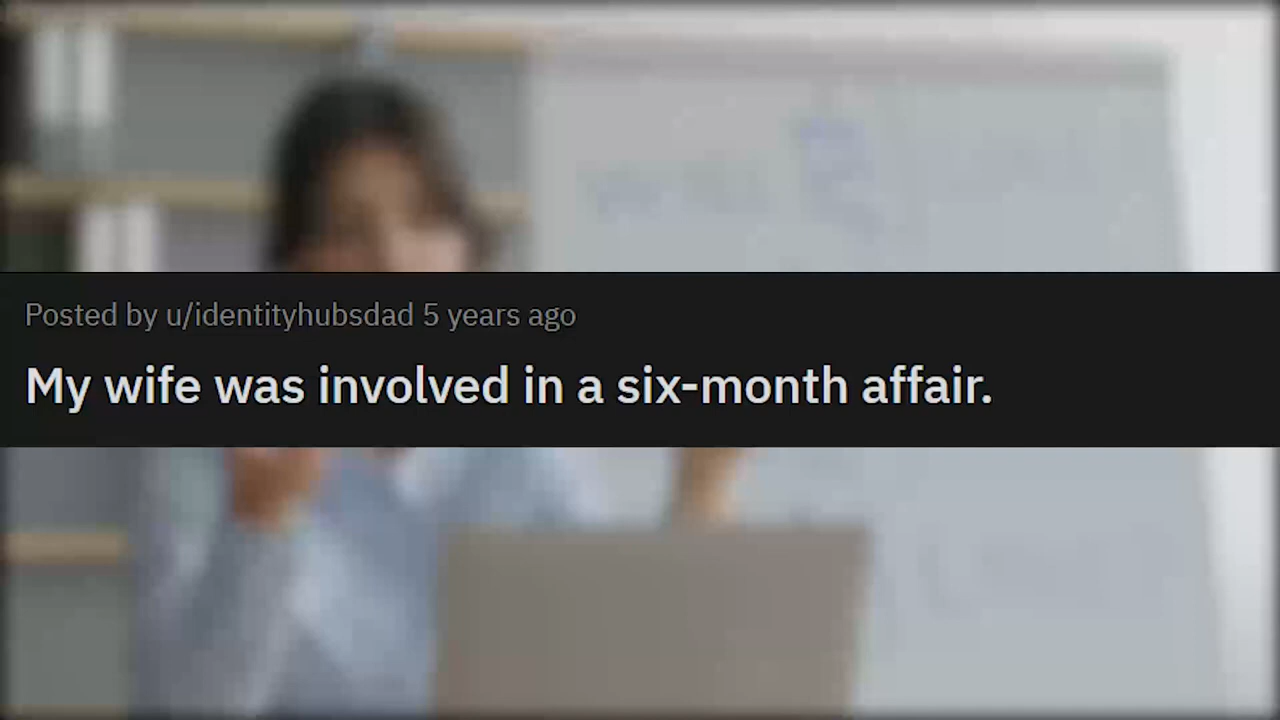 Posted by u/identityhubsdad 5 years ago
My wife was involved in a six-month affair.